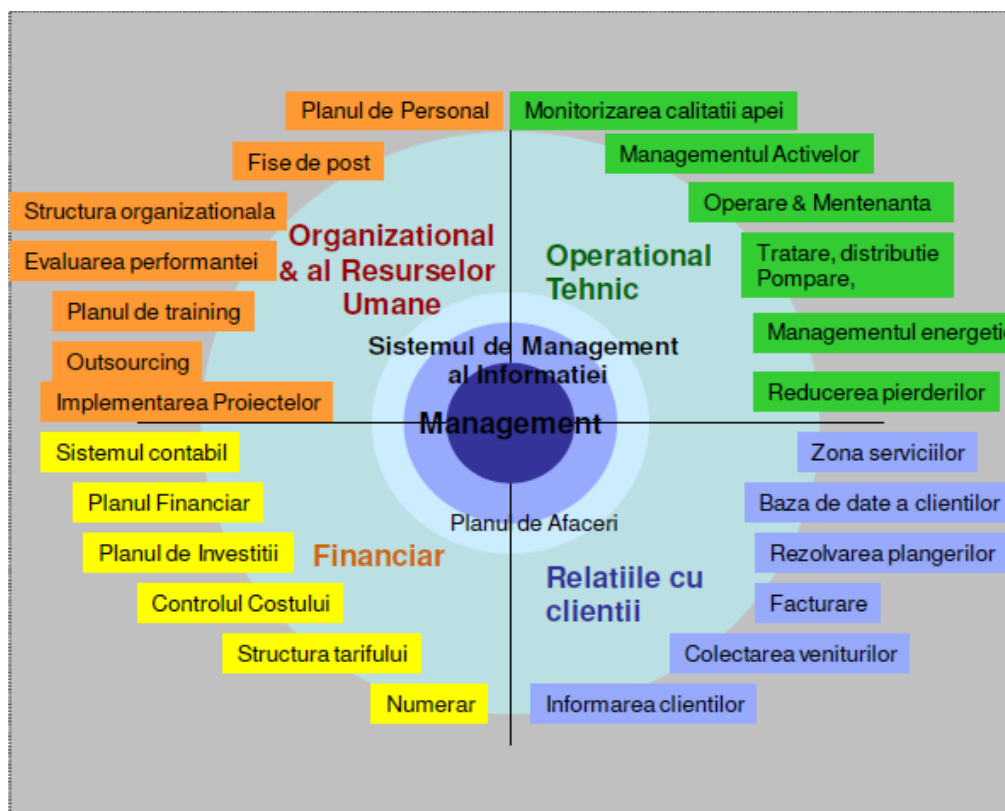 Planul de Personal
Fise de post
Structura organizationala
Evaluarea performantei
Planul de training
Outsourcing
Implementarea Proiectelor
Organizational
& al Resurselor
Umane
Monitorizarea calitatii apei
Managementul Activelor
Operare & Mentenanta
Tratare, distributie
Pompare,
Managementul energetic
Reducerea pierderilor
Operational
Tehnic
Sistemul de Management
al Informatiei
Management
Planul de Afaceri
Sistemul contabil
Planul Financiar
Planul de Investitii
Controlul Costului
Structura tarifului
Numerar
Financiar
Zona serviciilor
Baza de date a clientilor
Rezolvarea plangerilor
Facturare
Colectarea veniturilor
Informarea clientilor
Relatiile cu
clientii